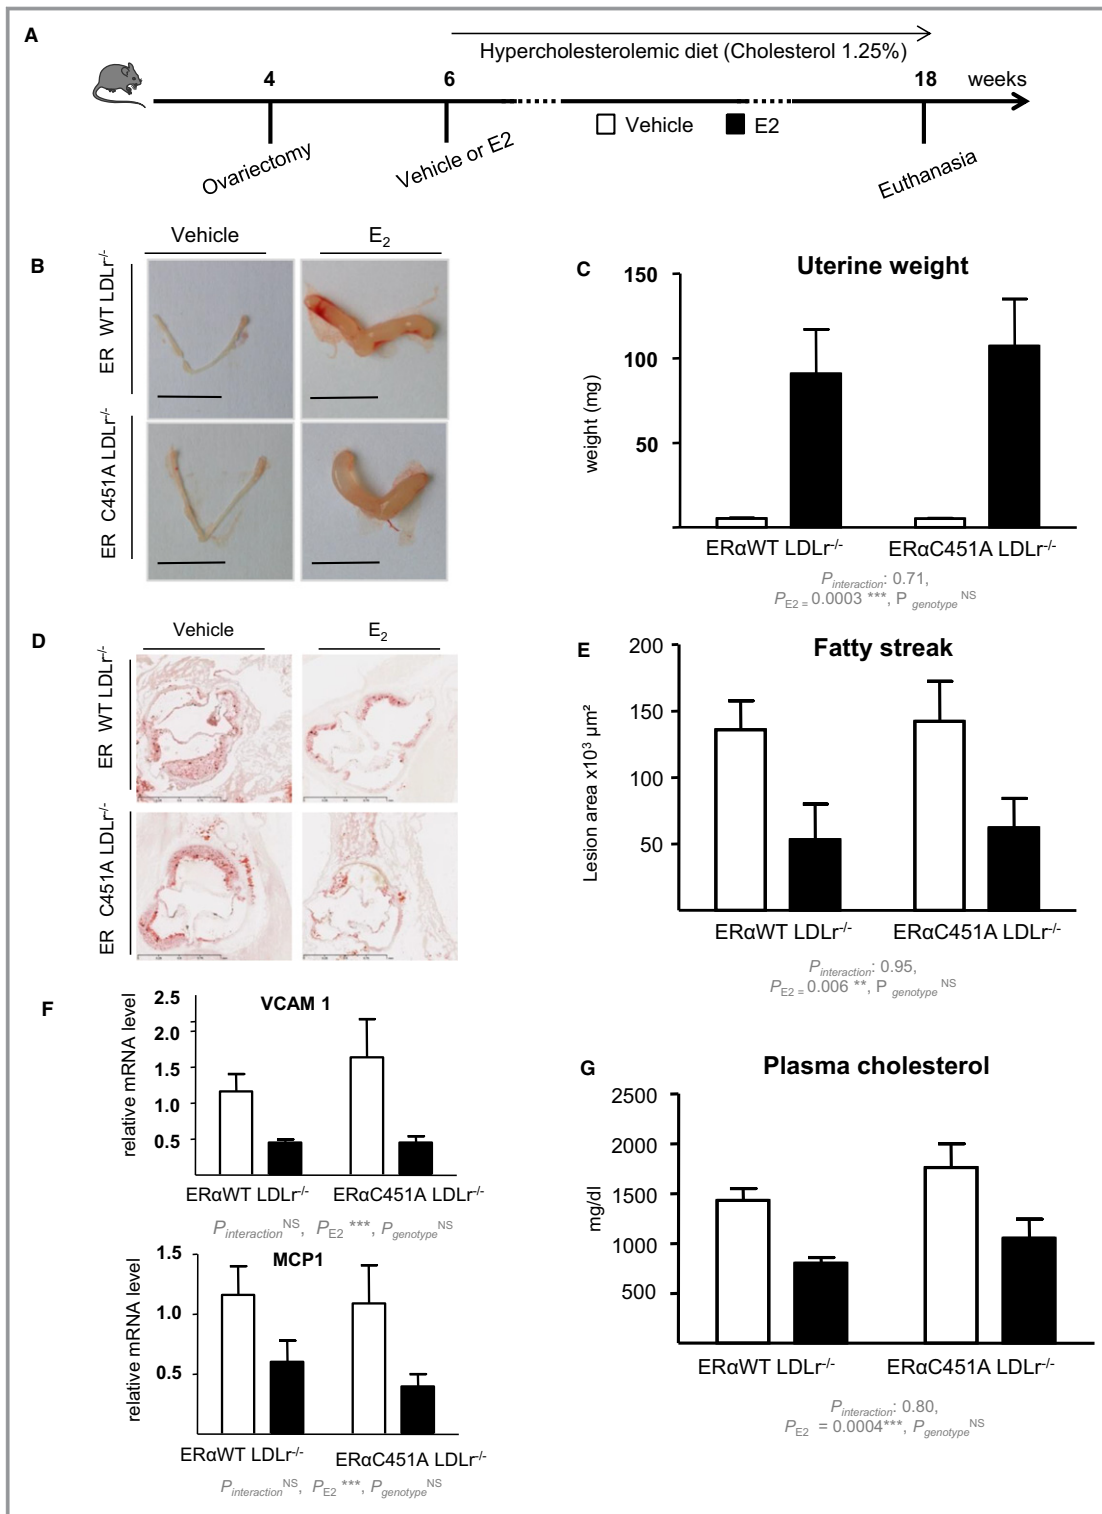 A
Hypercholesterolemic diet (Cholesterol 1.25%)
4
6
18
weeks
Vehicle
E2
Ovariectomy
Vehicle or E2
Euthanasia
B
Vehicle
E2
ER WT LDLr-/-
ER C451A LDLr-/-
C
Uterine weight
weight (mg)
150
100
50
ERαWT LDLr-/-
ERαC451A LDLr-/-
Pinteraction: 0.71,
PE2 = 0.0003 ***, P genotype NS
D
Vehicle
E2
ER WT LDLr-/-
ER C451A LDLr-/-
E
Fatty streak
Lesion area x10³ µm²
200
150
100
50
ERαWT LDLr-/-
ERαC451A LDLr-/-
Pinteraction: 0.95,
PE2 = 0.006 **, P genotype NS
F
VCAM 1
relative mRNA level
2.5
2.0
1.5
1.0
0.5
ERαWT LDLr-/-
ERαC451A LDLr-/-
Pinteraction NS, PE2 ***, Pgenotype NS
MCP1
relative mRNA level
1.5
1.0
0.5
ERαWT LDLr-/-
ERαC451A LDLr-/-
Pinteraction NS, PE2 ***, Pgenotype NS
G
Plasma cholesterol
mg/dl
2500
2000
1500
1000
500
ERαWT LDLr-/-
ERαC451A LDLr-/-
Pinteraction: 0.80,
PE2 = 0.0004***, Pgenotype NS